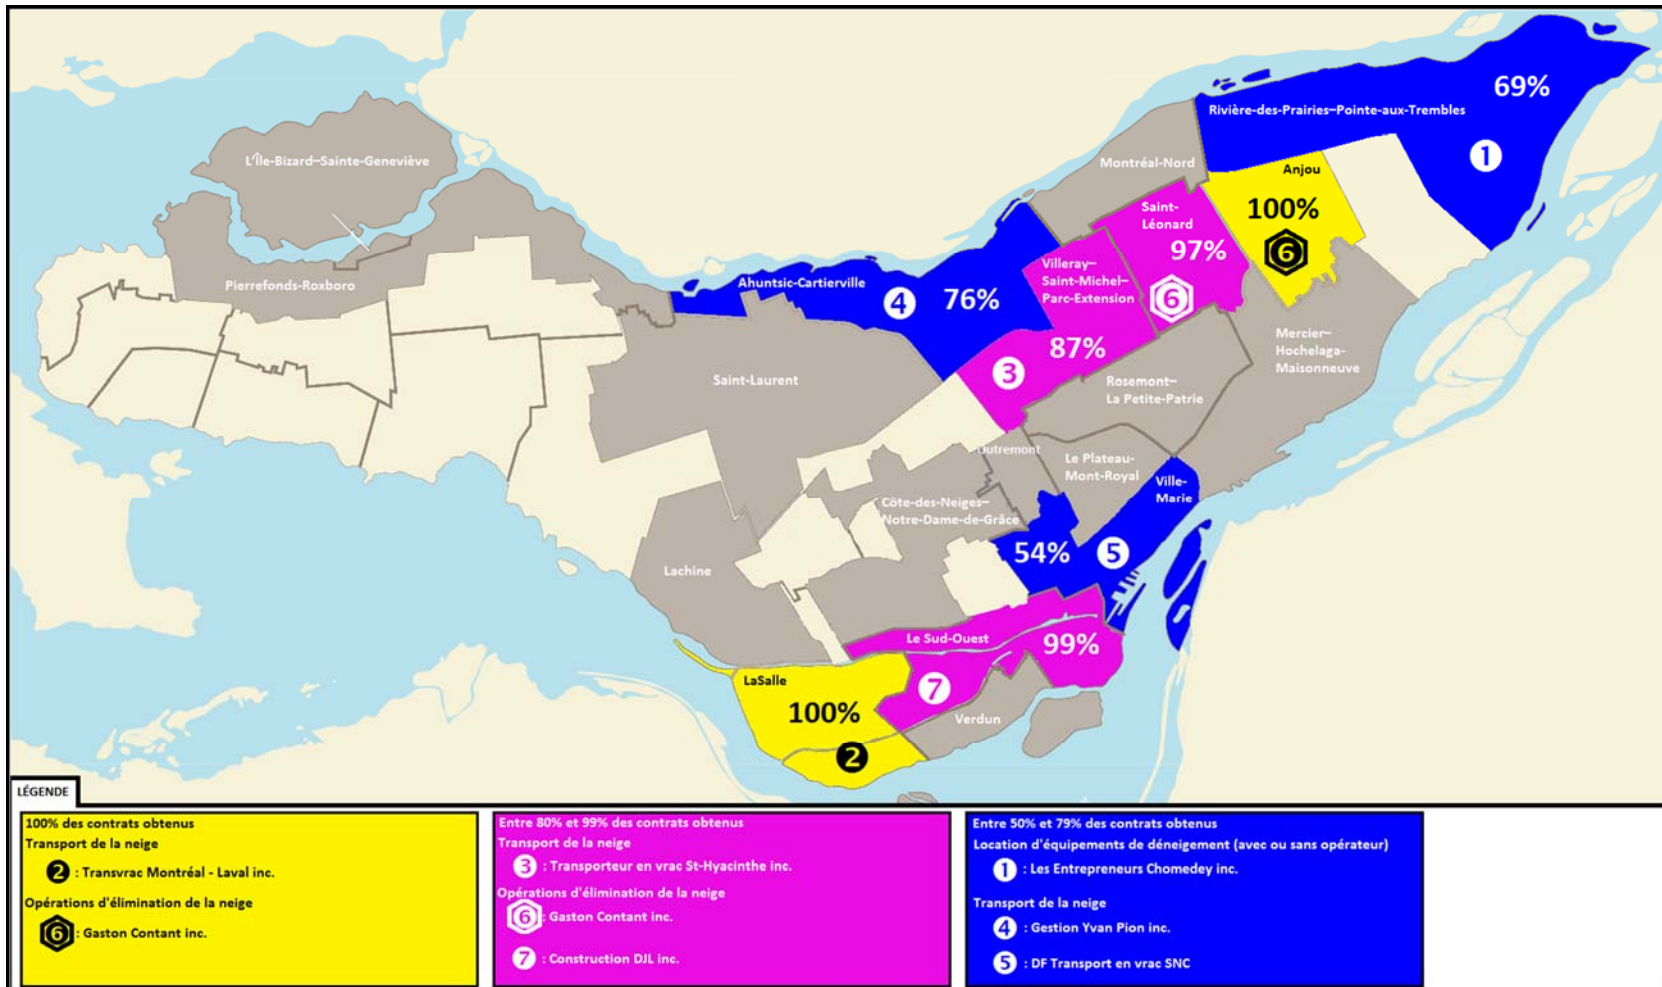 69%
Rivière-des-Prairies–Pointe-aux-Trembles
1
L'Île-Bizard–Sainte-Geneviève
Montréal-Nord
Anjou
100%
6
Saint-
Léonard
97%
6
Pierrefonds-Roxboro
Ahuntsic-Cartierville
4
76%
Villeray–
Saint-Michel–
Parc-Extension
87%
3
Mercier–
Hochelaga-
Maisonneuve
Saint-Laurent
Rosemont–
La Petite-Patrie
Outremont
Le Plateau-
Mont-Royal
Ville-
Marie
Côte-des-Neiges–
Notre-Dame-de-Grâce
54%
5
Lachine
Le Sud-Ouest
99%
LaSalle
7
100%
Verdun
2
LÉGENDE
100% des contrats obtenus
Transport de la neige
2 : Transvrac Montréal - Laval inc.
Opérations d'élimination de la neige
6 : Gaston Contant inc.
Entre 80% et 99% des contrats obtenus
Transport de la neige
3 : Transporteur en vrac St-Hyacinthe inc.
Opérations d'élimination de la neige
6 : Gaston Contant inc.
7 : Construction DJL inc.
Entre 50% et 79% des contrats obtenus
Location d'équipements de déneigement (avec ou sans opérateur)
1 : Les Entrepreneurs Chomedey inc.
Transport de la neige
4 : Gestion Yvan Pion inc.
5 : DF Transport en vrac SNC